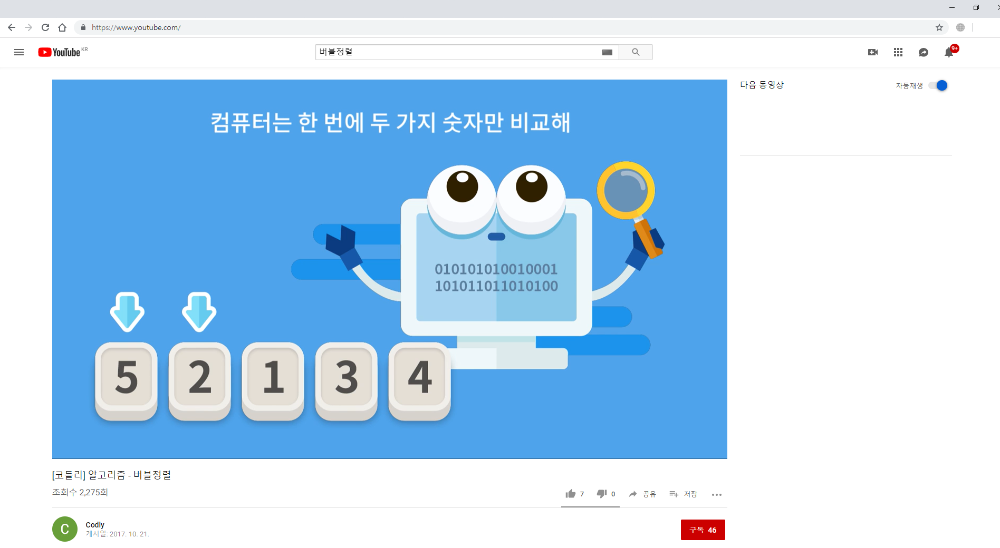 https://www.youtube.com/
YouTube KR
버블정렬
9+
컴퓨터는 한 번에 두 가지 숫자만 비교해
010101010010001
101011011010100
5 2 1 3 4
다음 동영상
자동재생
[코들리] 알고리즘 - 버블정렬
조회수 2,275회
7 0 공유 저장
C
Codly
게시일: 2017. 10. 21.
구독 46